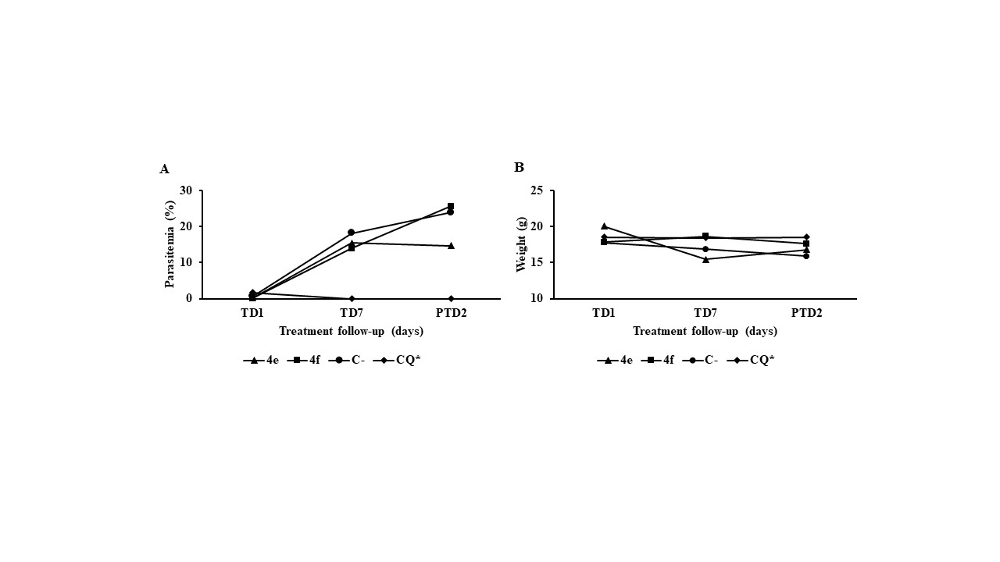 A
30
20
10
0
Parasitemia (%)
TD1 TD7 PTD2
Treatment follow-up (days)
4e 4f C- CQ*
B
25
20
15
10
Weight (g)
TD1 TD7 PTD2
Treatment follow-up (days)
4e 4f C- CQ*